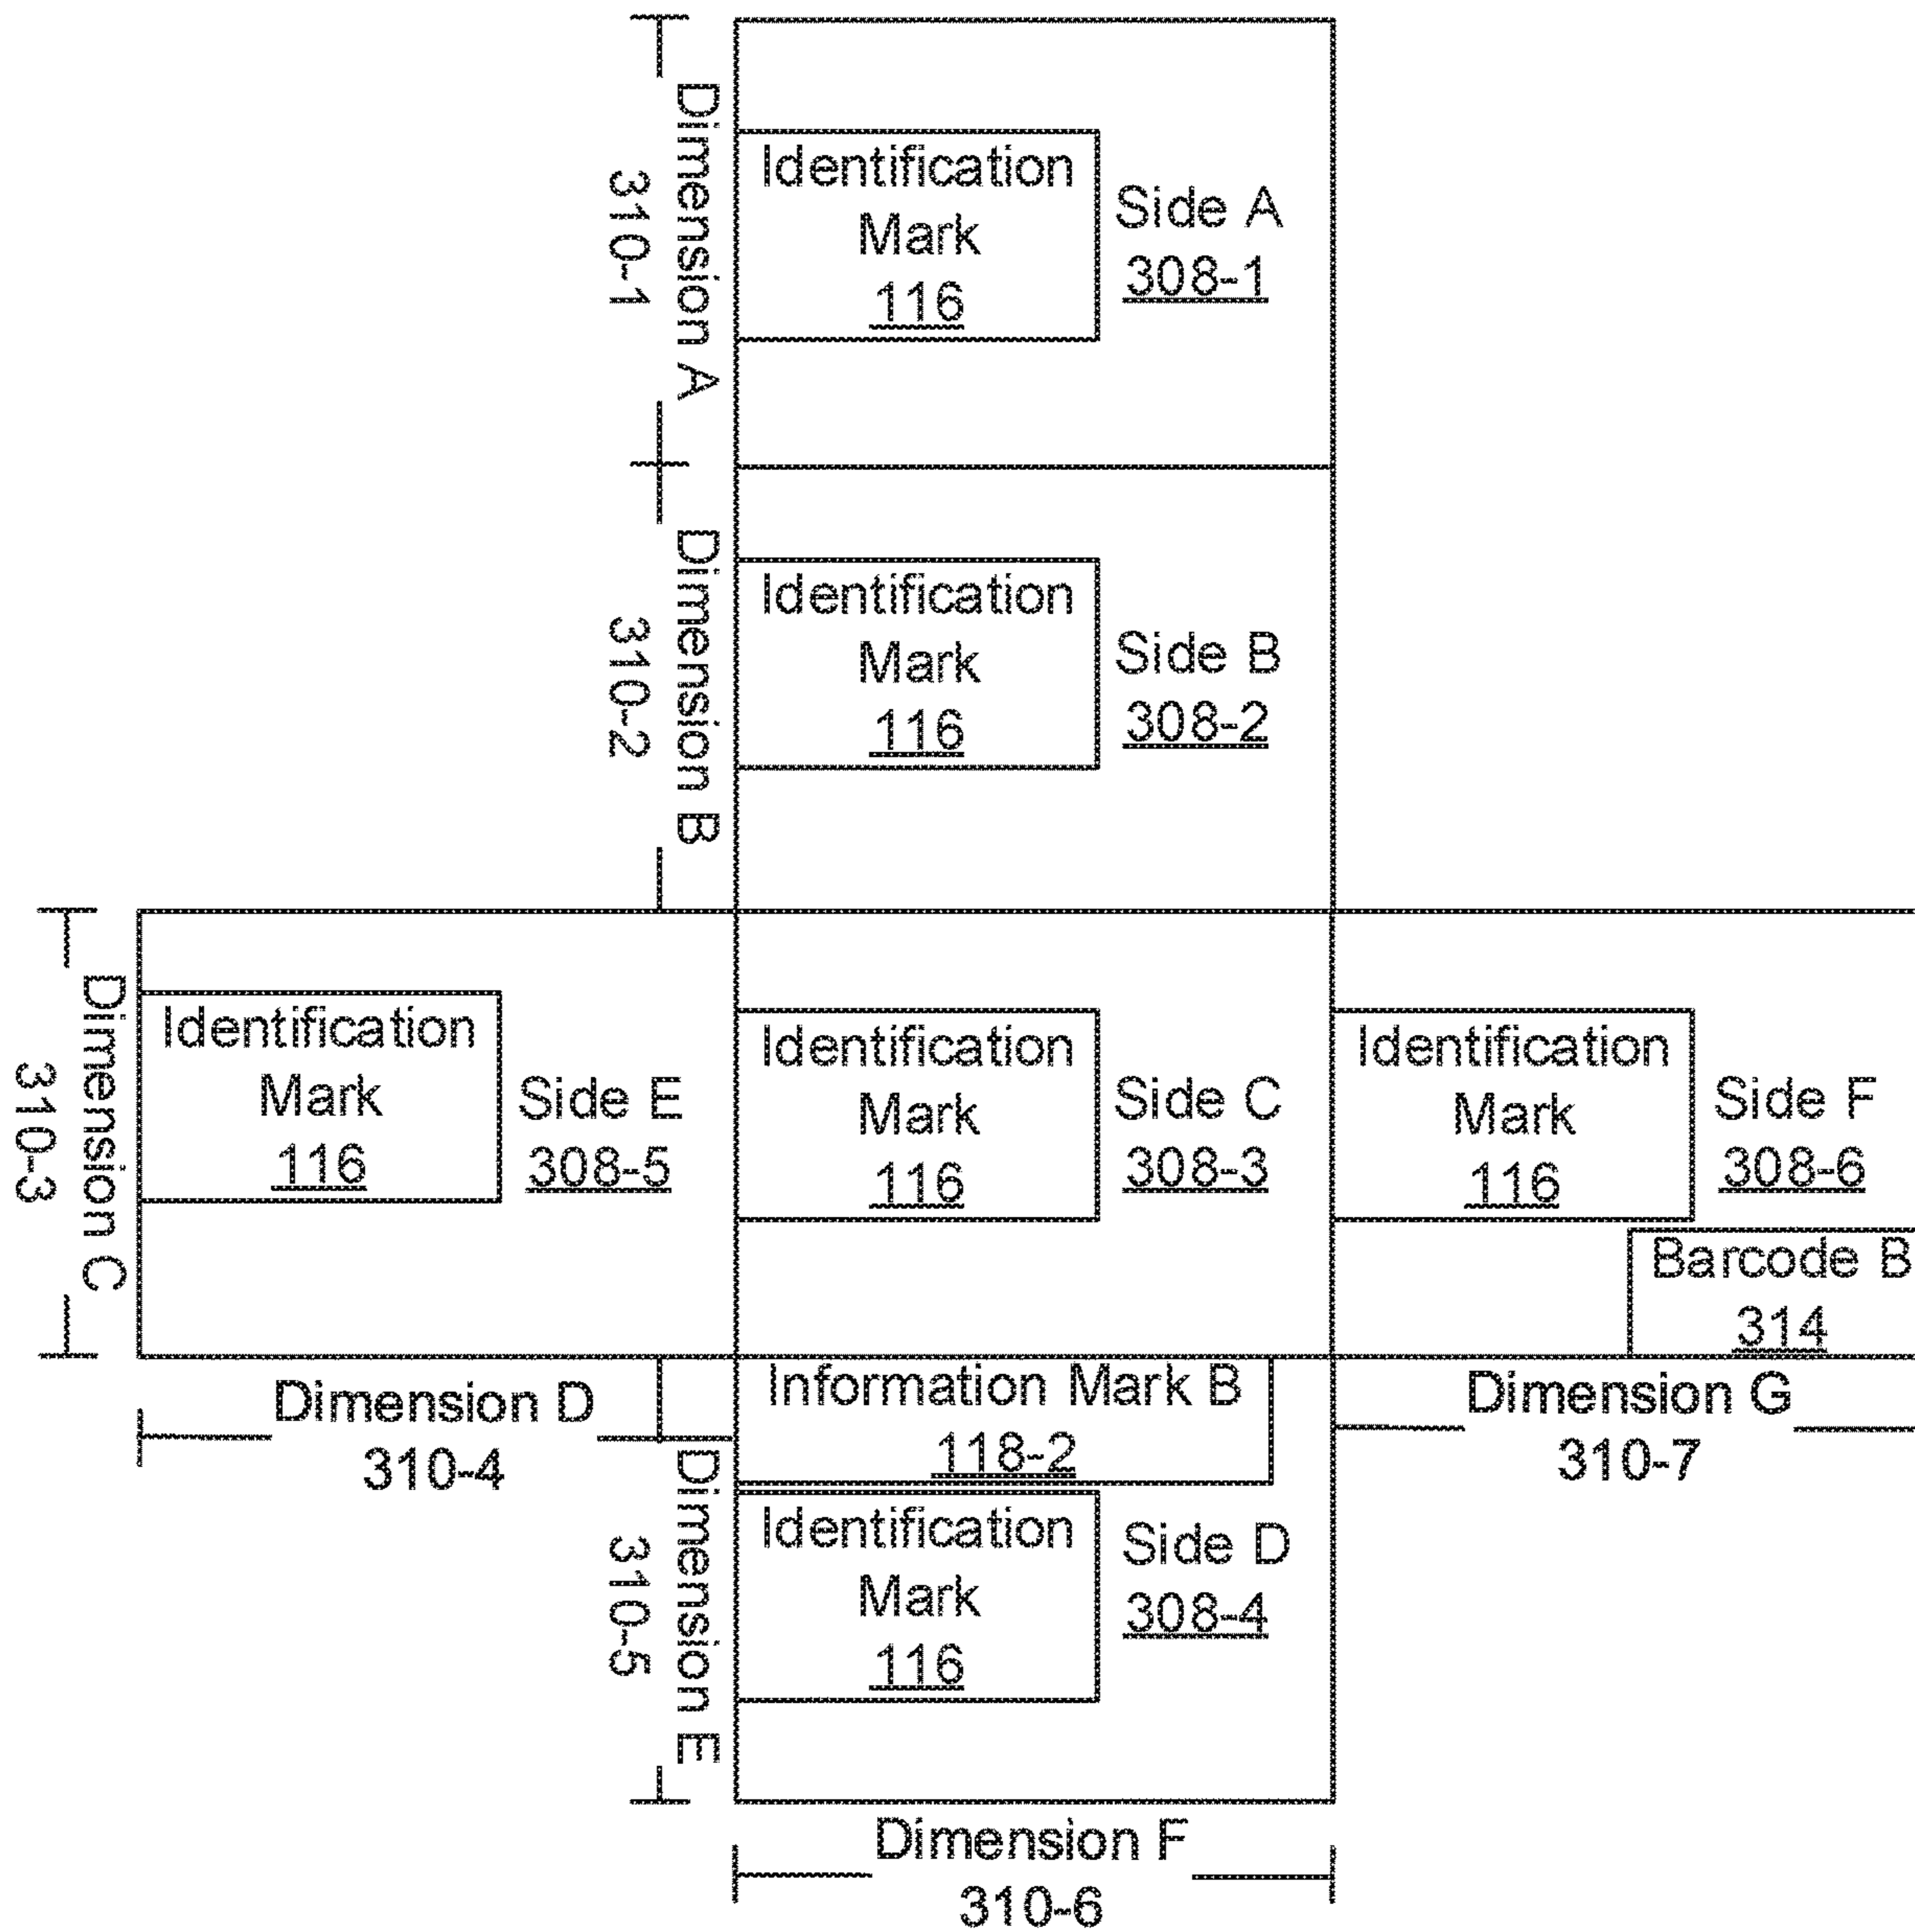 Dimension A
310-1
Identification
Mark
116
Side A
308-1
Dimension B
310-2
Identification
Mark
116
Side B
308-2
Dimension C
310-3
Identification
Mark
116
Side E
308-5
Identification
Mark
116
Side C
308-3
Identification
Mark
116
Side F
308-6
Barcode B
314
Dimension D
310-4
Information Mark B
118-2
Dimension G
310-7
Dimension E
310-5
Identification
Mark
116
Side D
308-4
Dimension F
310-6